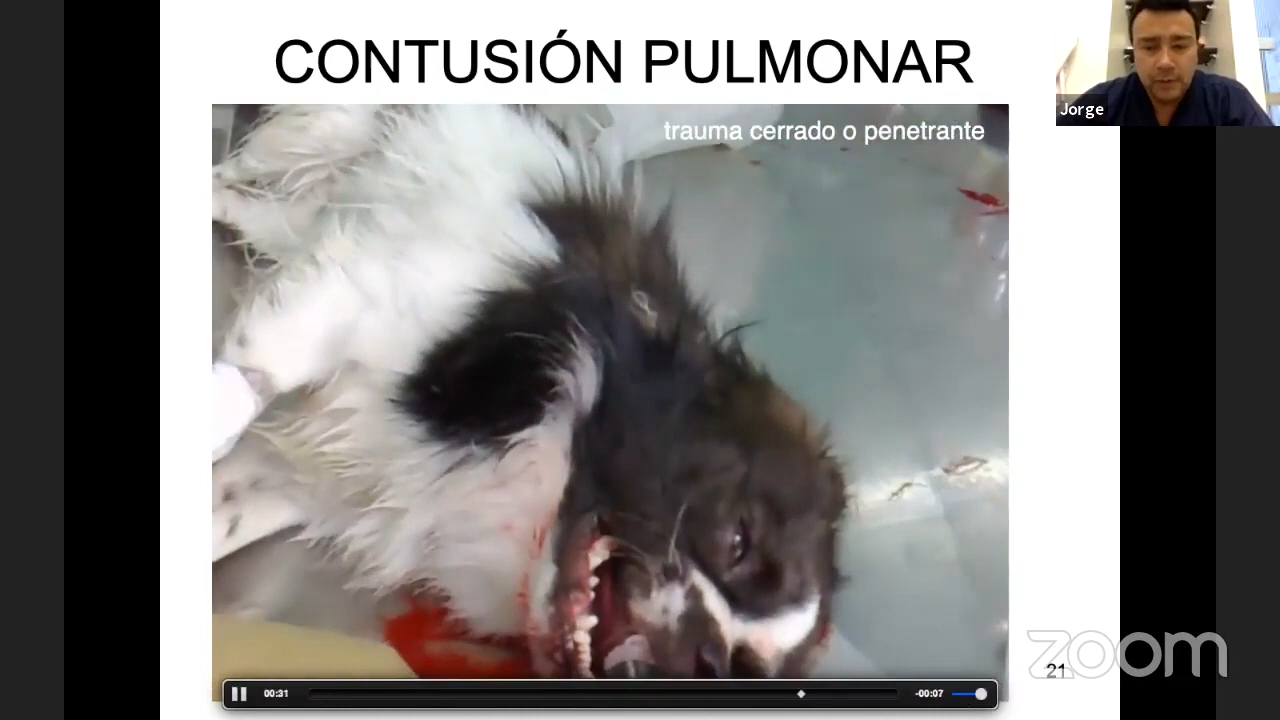 CONTUSIÓN PULMONAR
Jorge
trauma cerrado o penetrante
00:31
-00:07
21
zoom